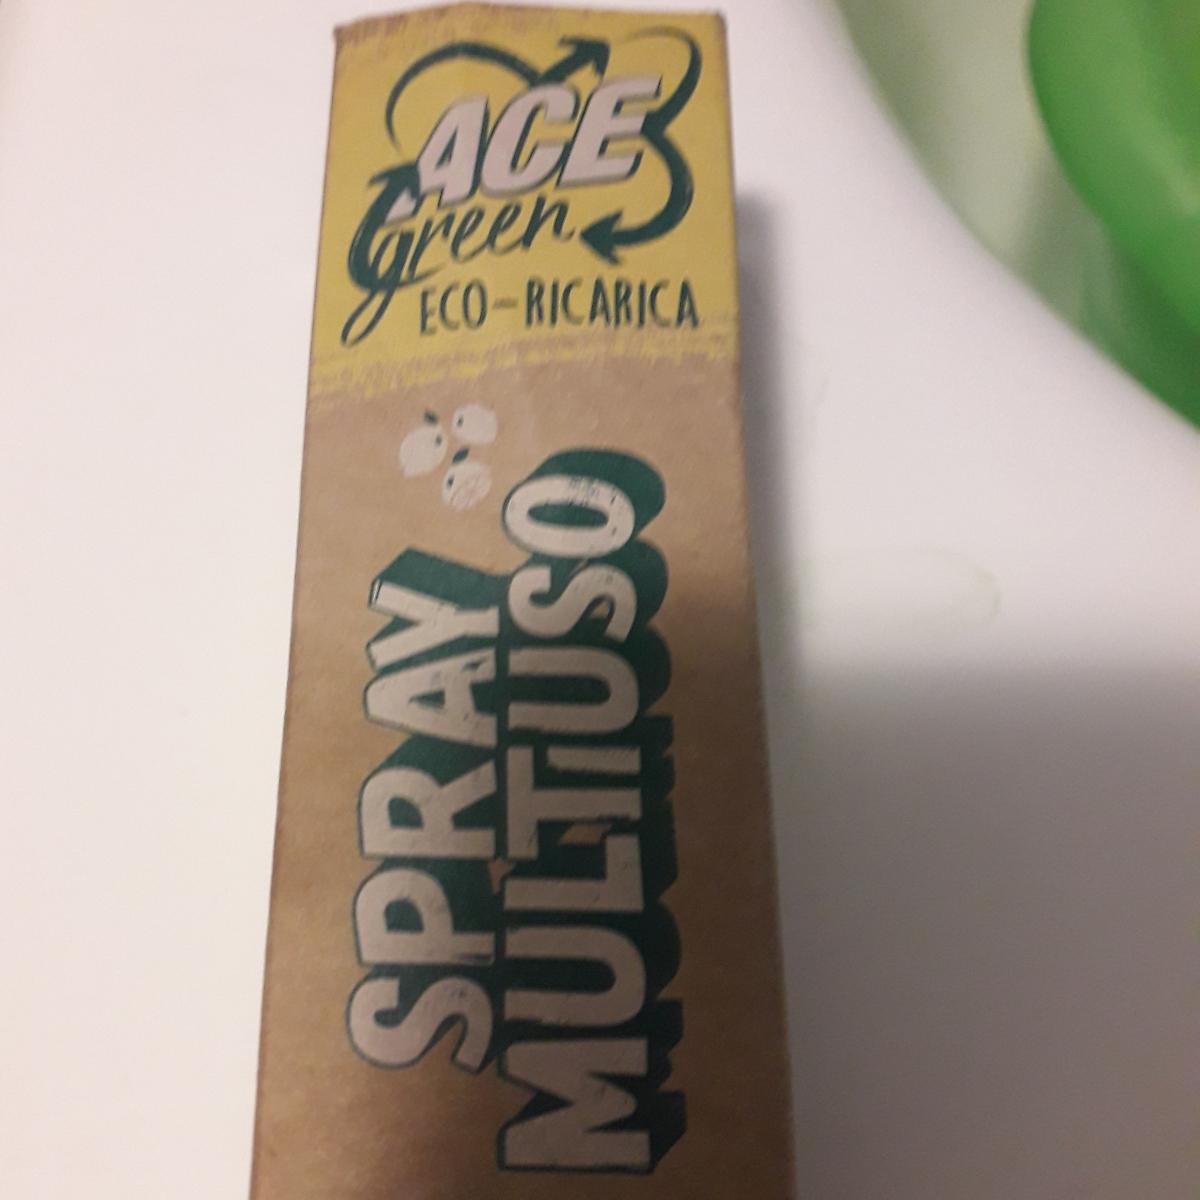 ACE
green
ECO-RICARICA
SPRAY
MULTIUSO